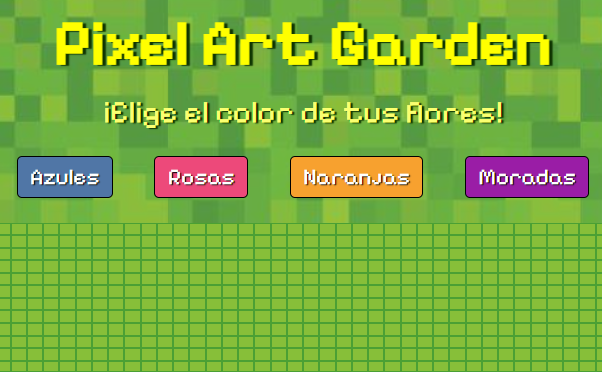 Pixel Art Garden
¡Elige el color de tus flores!
Azules
Rosas
Naranjas
Moradas